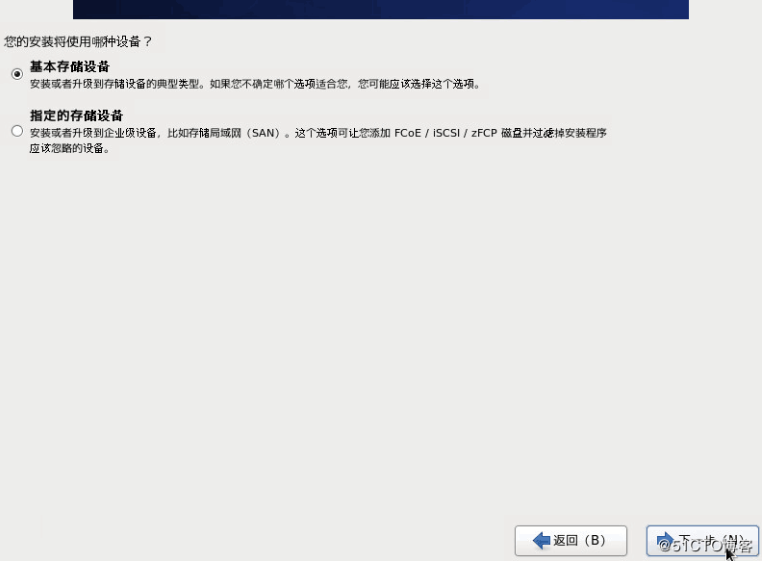 您的安装将使用哪种设备？
基本存储设备
安装或者升级到存储设备的典型类型。如果您不确定哪个选项适合您，您可能应该选择这个选项。
指定的存储设备
安装或者升级到企业级设备，比如存储局域网（SAN）。这个选项可让您添加 FCoE / iSCSI / zFCP 磁盘并过滤掉安装程序
应该忽略的设备。
返回（B）
下一步（N）
@51CTO博客